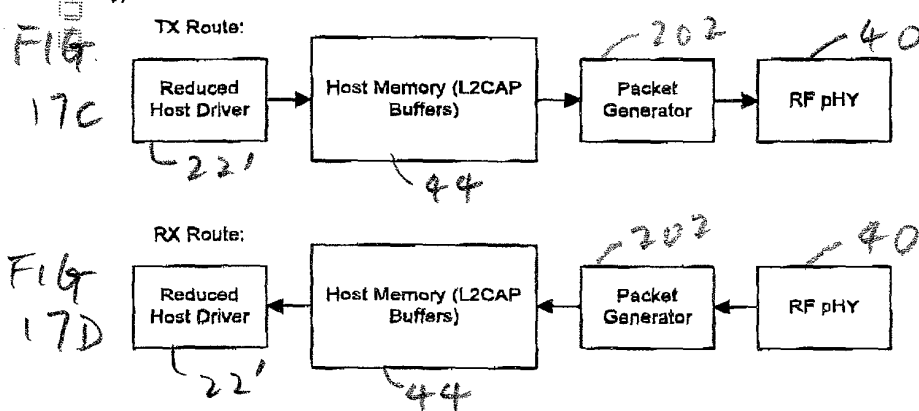 TX Route:
FIG.
17C
202
40
Reduced
Host Driver
Host Memory (L2CAP
Buffers)
Packet
Generator
RF pHY
22'
44
RX Route:
FIG
17D
202
40
Reduced
Host Driver
Host Memory (L2CAP
Buffers)
Packet
Generator
RF pHY
22'
44